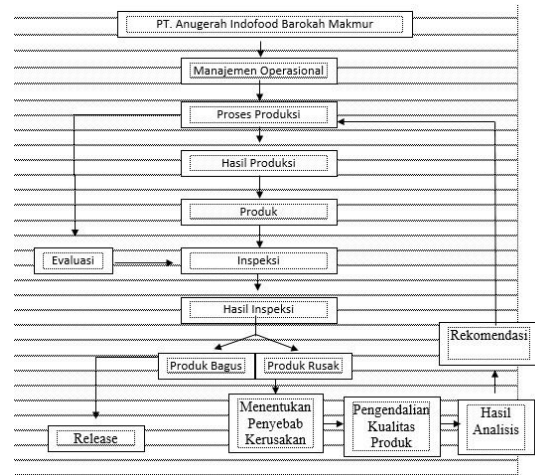 PT. Anugerah Indofood Barokah Makmur
Manajemen Operasional
Proses Produksi
Hasil Produksi
Produk
Evaluasi
Inspeksi
Hasil Inspeksi
Rekomendasi
Produk Bagus
Produk Rusak
Menentukan
Penyebab
Kerusakan
Pengendalian
Kualitas
Produk
Hasil
Analisis
Release